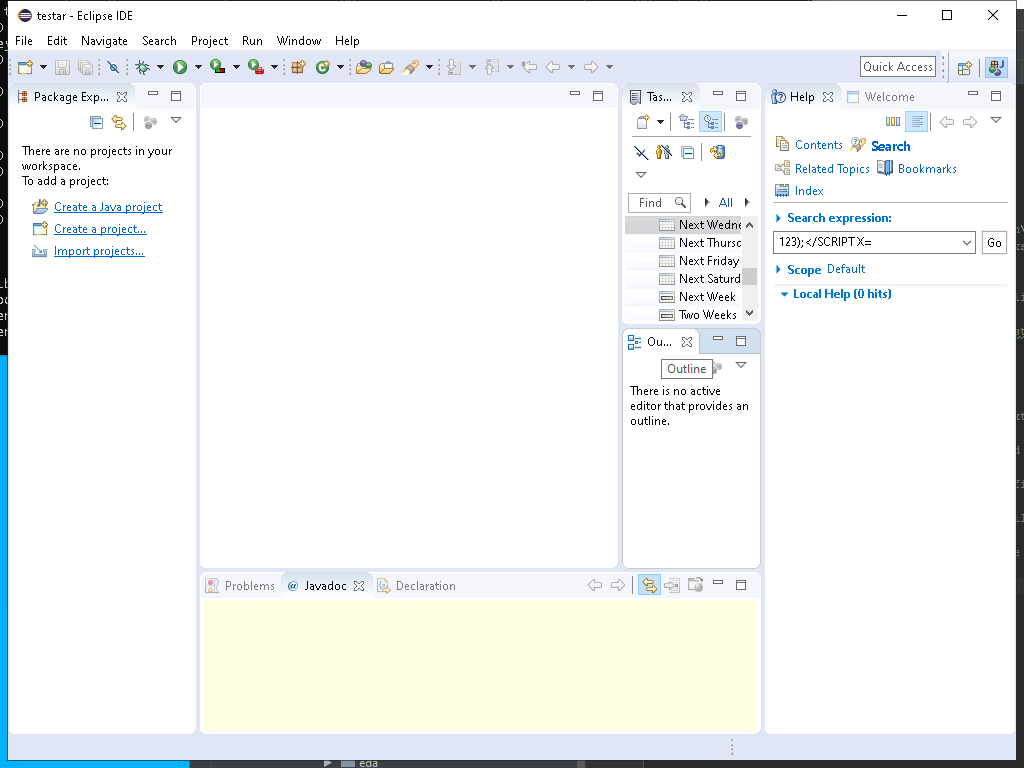 testar - Eclipse IDE
File Edit Navigate Search Project Run Window Help
Quick Access
Package Exp...
There are no projects in your
workspace.
To add a project:
Create a Java project
Create a project...
Import projects...
Tas...
Find
All
Next Wedne
Next Thursd
Next Friday
Next Saturd
Next Week
Two Weeks
Ou...
Outline
There is no active
editor that provides an
outline.
Help Welcome
Contents Search
Related Topics Bookmarks
Index
Search expression:
123);</SCRIPT X=
Go
Scope Default
Local Help (0 hits)
Problems @ Javadoc Declaration
eda